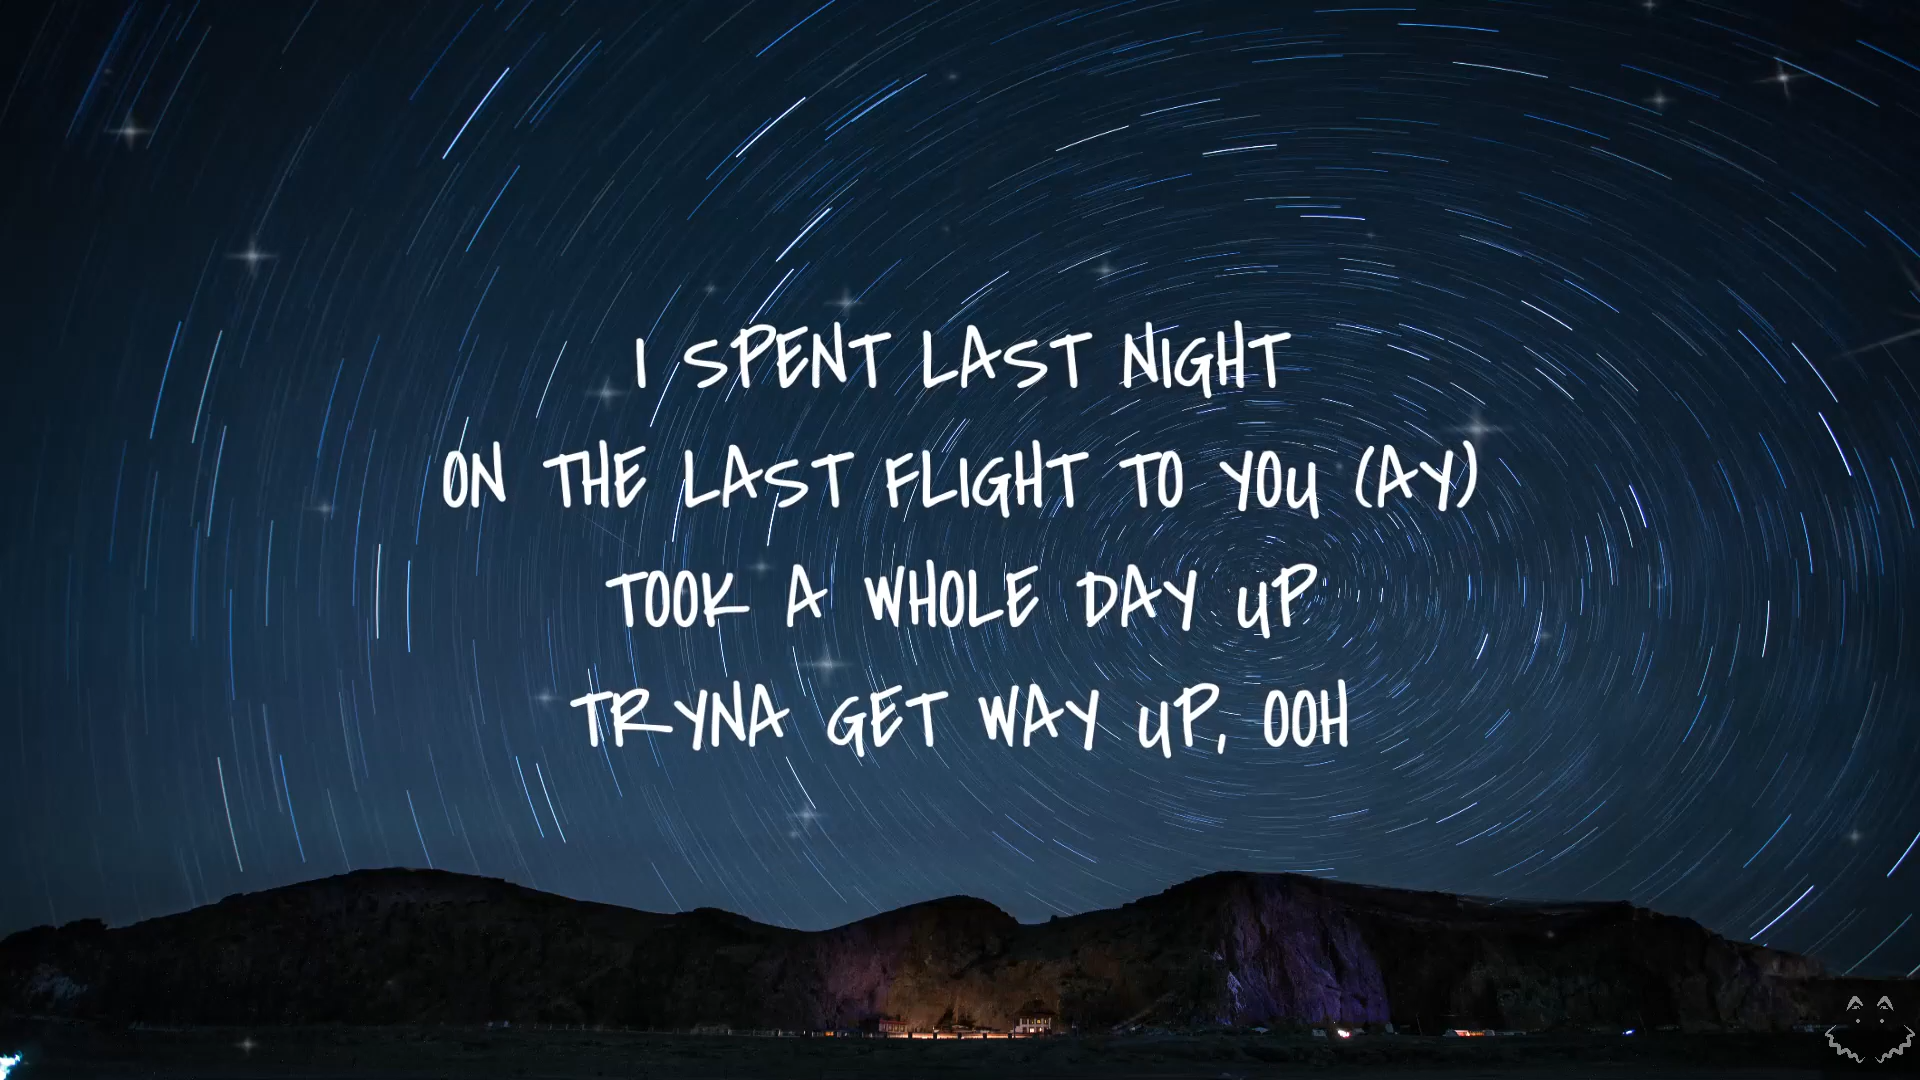 I SPENT LAST NIGHT
ON THE LAST FLIGHT TO YOU (AY)
TOOK A WHOLE DAY UP
TRYNA GET WAY UP, OOH